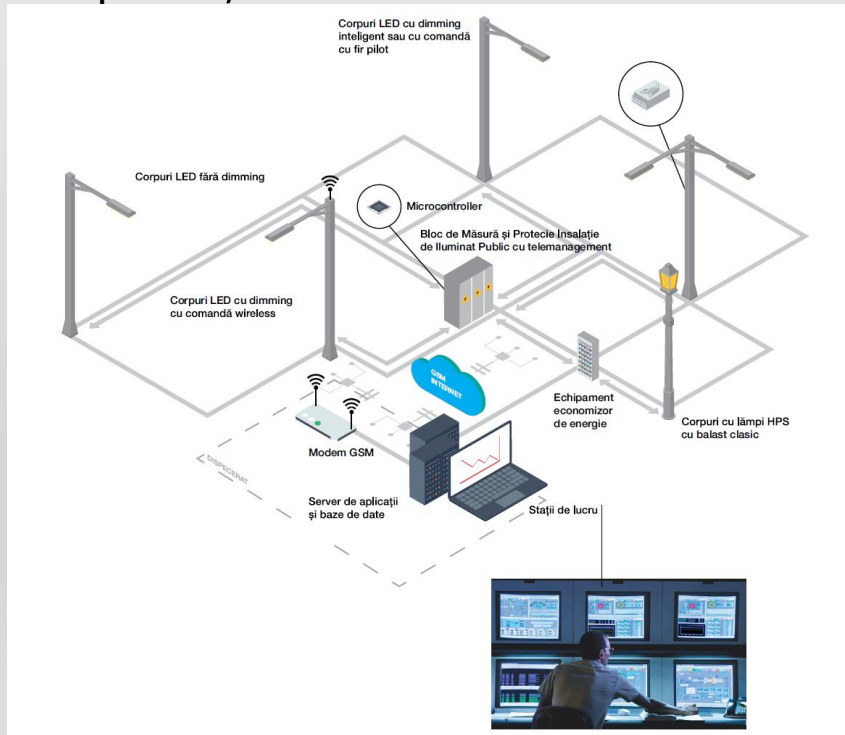 Corpuri LED cu dimming
inteligent sau cu comandă
cu fir pilot
Corpuri LED fără dimming
Microcontroller
Bloc de Măsură și Protecie Insalație
de Iluminat Public cu telemanagement
Corpuri LED cu dimming
cu comandă wireless
GSM
INTERNET
Echipament
economizor
de energie
Corpuri cu lămpi HPS
cu balast clasic
Modem GSM
DISPECERAT
Server de aplicații
și baze de date
Stații de lucru